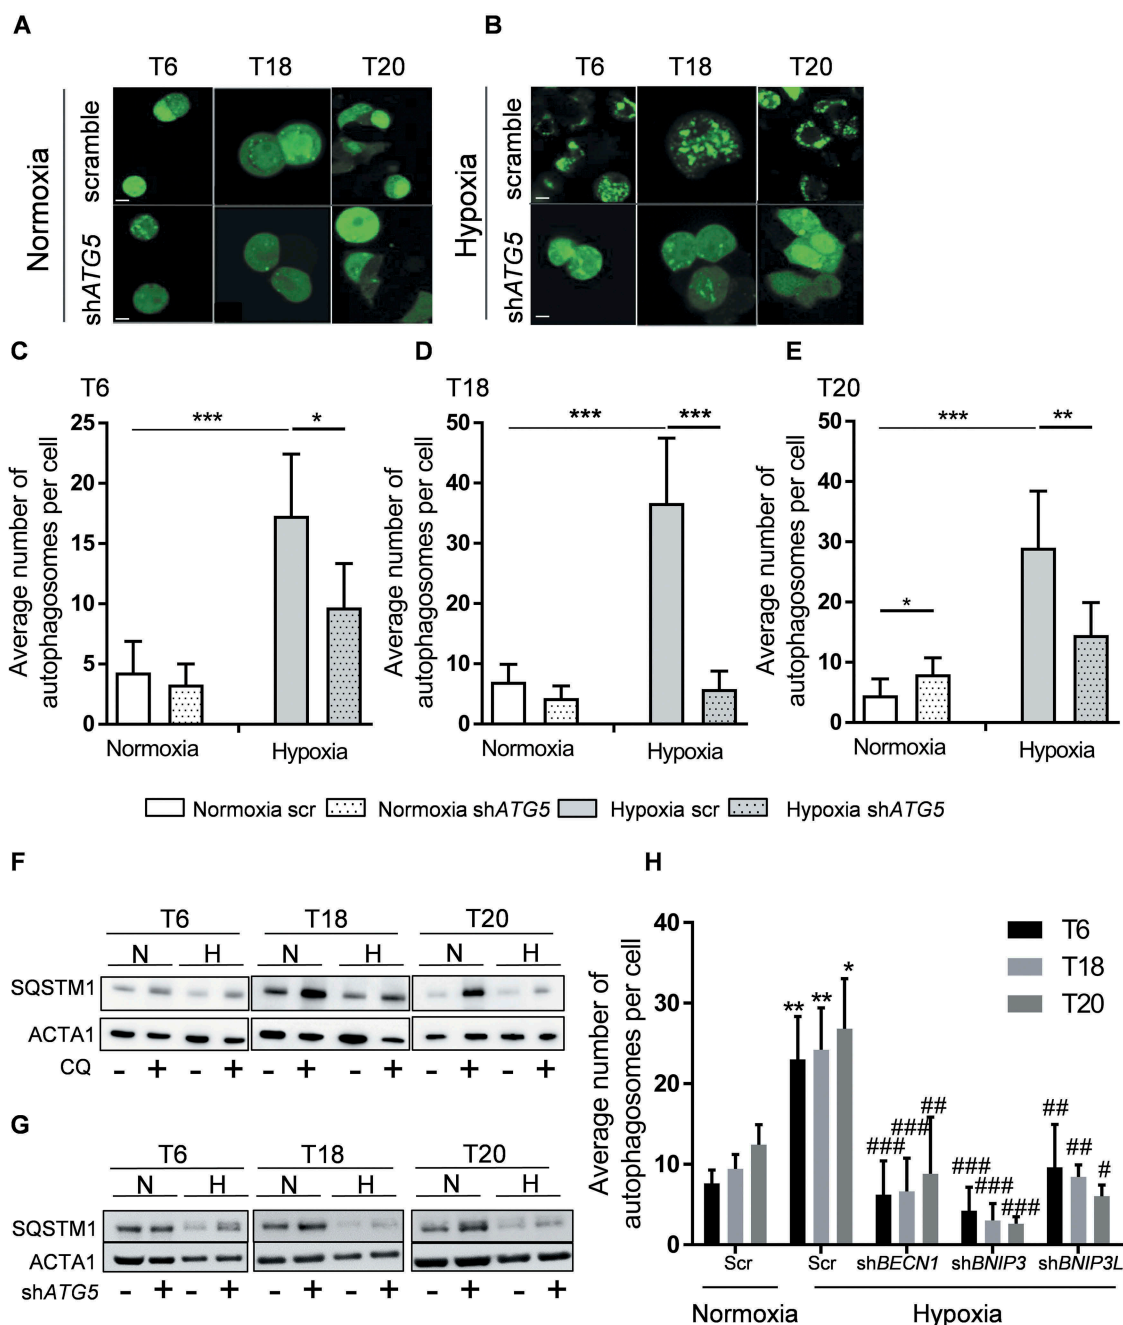 A
T6 T18 T20
Normoxia
scramble
shATG5
B
T6 T18 T20
Hypoxia
scramble
shATG5
C
T6
Average number of
autophagosomes per cell
25
20
15
10
5
0
*** *
Normoxia Hypoxia
D
T18
Average number of
autophagosomes per cell
50
40
30
20
10
0
*** ***
Normoxia Hypoxia
E
T20
Average number of
autophagosomes per cell
50
40
30
20
10
0
*** **
*
Normoxia Hypoxia
Normoxia scr Normoxia shATG5 Hypoxia scr Hypoxia shATG5
F
T6 T18 T20
N H N H N H
SQSTM1
ACTA1
CQ - + - + - + - + - + - +
G
T6 T18 T20
N H N H N H
SQSTM1
ACTA1
shATG5 - + - + - + - + - + - +
H
Average number of
autophagosomes per cell
40
30
20
10
0
T6
T18
T20
** ** *
### ### ##
### ### ###
## ## #
Scr Scr shBECN1 shBNIP3 shBNIP3L
Normoxia Hypoxia